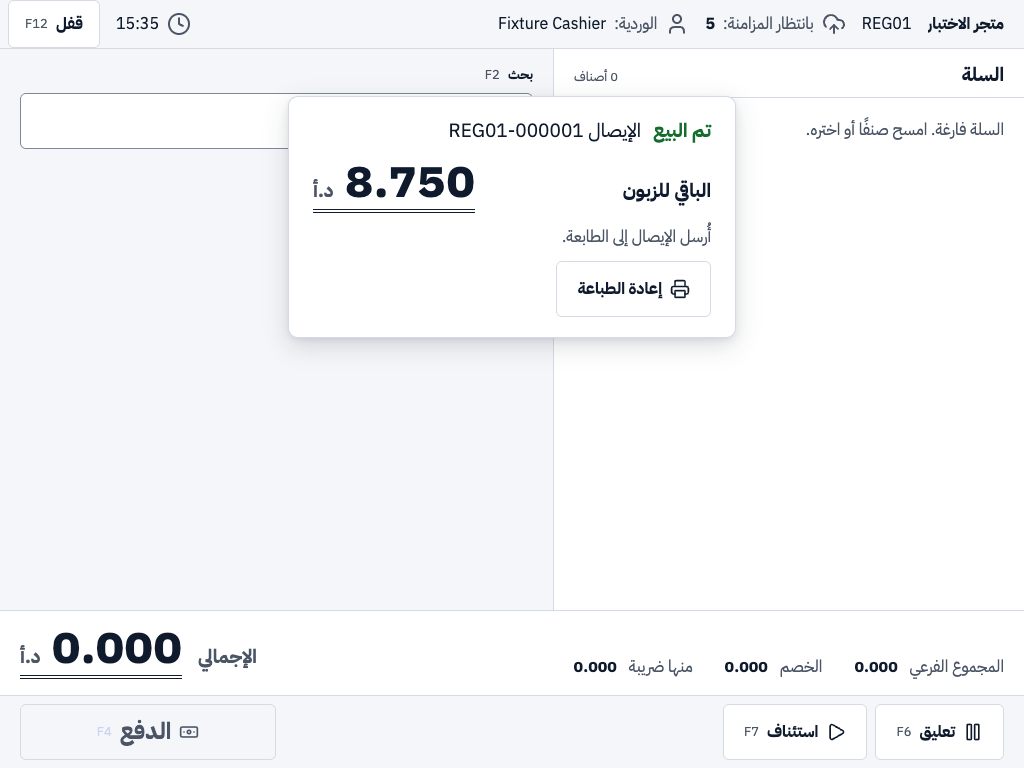 متجر الاختبار REG01 بانتظار المزامنة: 5 الوردية: Fixture Cashier 15:35 قفل F12
السلة 0 أصناف
السلة فارغة. امسح صنفًا أو اختره.
بحث F2
تم البيع الإيصال REG01-000001
الباقي للزبون 8.750 د.أ
أُرسل الإيصال إلى الطابعة.
إعادة الطباعة
المجموع الفرعي 0.000 الخصم 0.000 منها ضريبة 0.000 الإجمالي 0.000 د.أ
تعليق F6 استئناف F7 الدفع F4